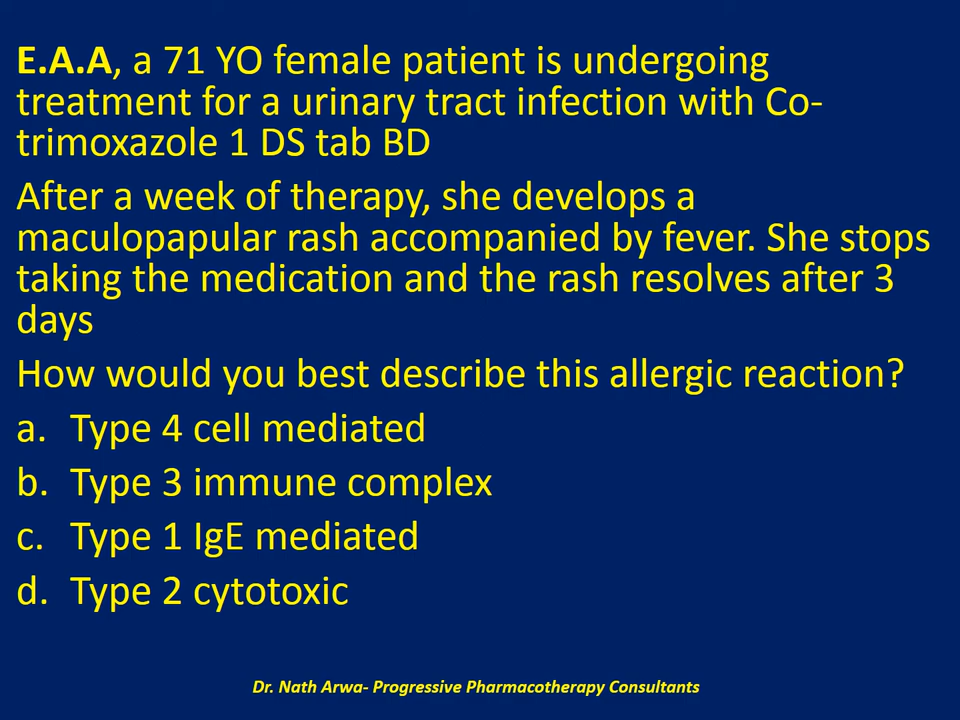 E.A.A, a 71 YO female patient is undergoing
treatment for a urinary tract infection with Co-
trimoxazole 1 DS tab BD
After a week of therapy, she develops a
maculopapular rash accompanied by fever. She stops
taking the medication and the rash resolves after 3
days
How would you best describe this allergic reaction?
a. Type 4 cell mediated
b. Type 3 immune complex
c. Type 1 IgE mediated
d. Type 2 cytotoxic
Dr. Nath Arwa- Progressive Pharmacotherapy Consultants